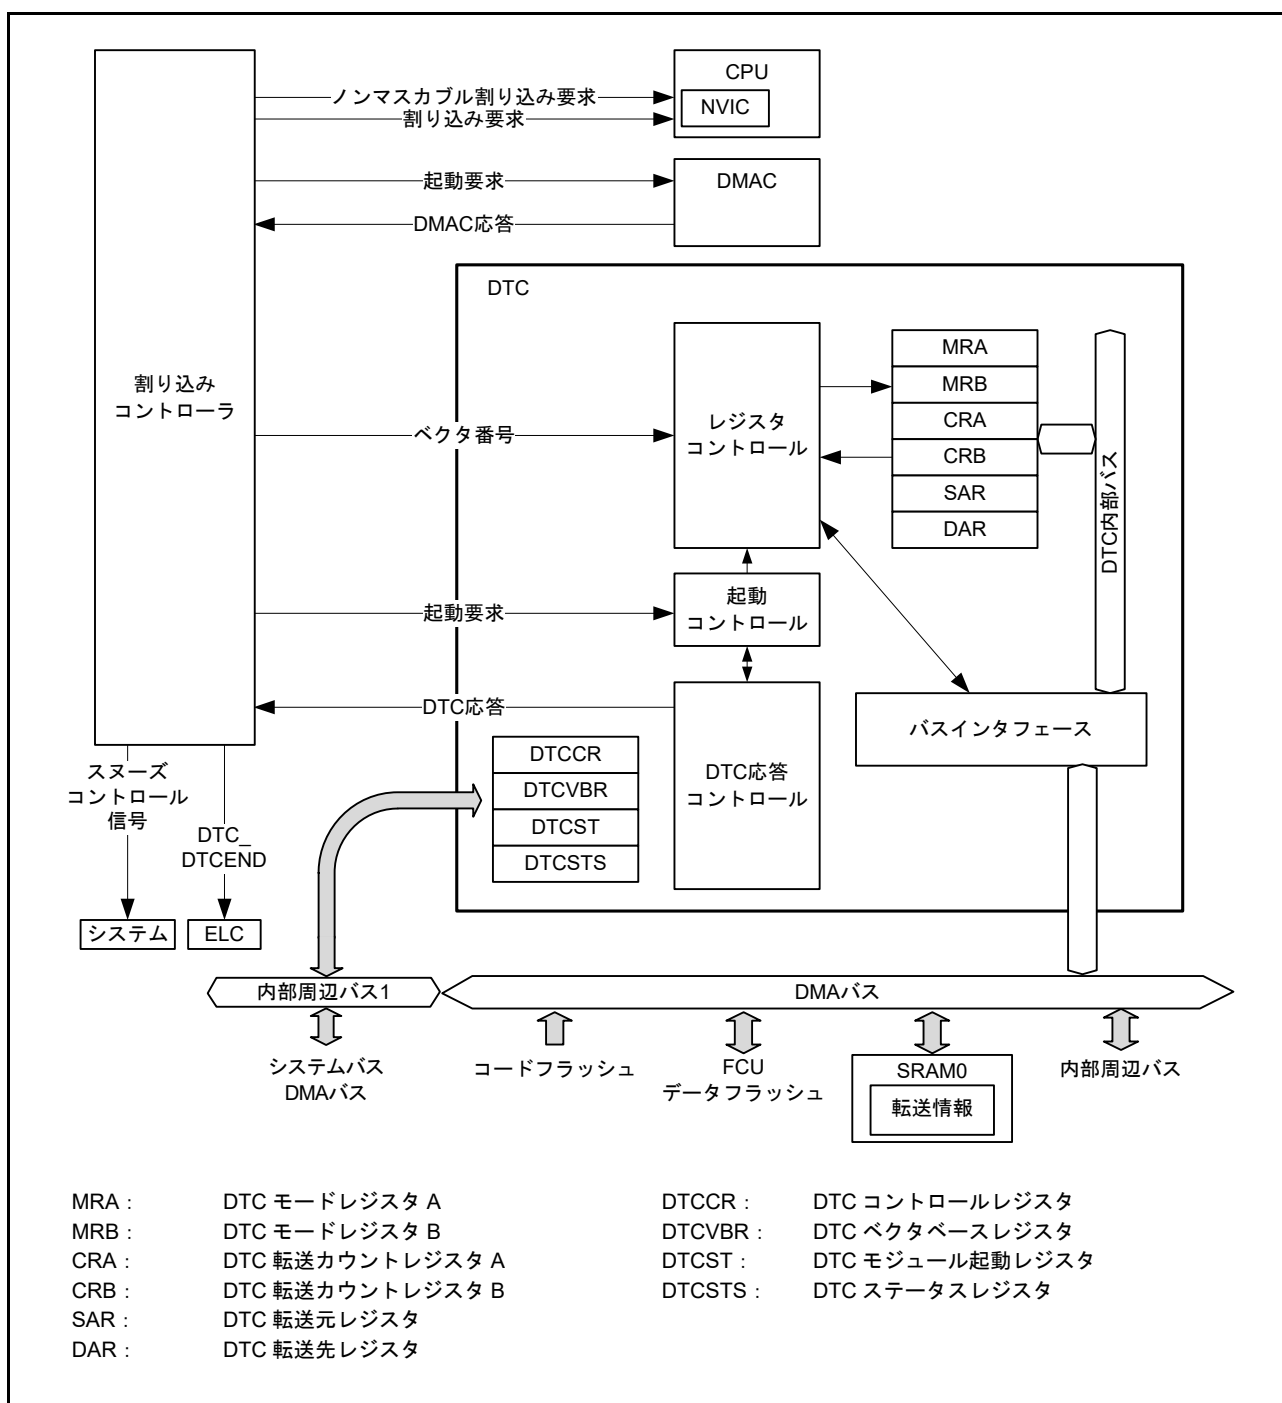 CPU
NVIC
ノンマスカブル割り込み要求
割り込み要求
起動要求
DMAC
DMAC応答
DTC
割り込み
コントローラ
ベクタ番号
レジスタ
コントロール
MRA
MRB
CRA
CRB
SAR
DAR
DTC内部バス
起動要求
起動
コントロール
DTC応答
バスインタフェース
DTC応答
コントロール
DTCCR
DTCVBR
DTCST
DTCSTS
スヌーズ
コントロール
信号
DTC_
DTCEND
システム
ELC
内部周辺バス1
DMAバス
システムバス
DMAバス
コードフラッシュ
FCU
データフラッシュ
SRAM0
転送情報
内部周辺バス
MRA : DTC モードレジスタ A
MRB : DTC モードレジスタ B
CRA : DTC 転送カウントレジスタ A
CRB : DTC 転送カウントレジスタ B
SAR : DTC 転送元レジスタ
DAR : DTC 転送先レジスタ
DTCCR : DTC コントロールレジスタ
DTCVBR : DTC ベクタベースレジスタ
DTCST : DTC モジュール起動レジスタ
DTCSTS : DTC ステータスレジスタ